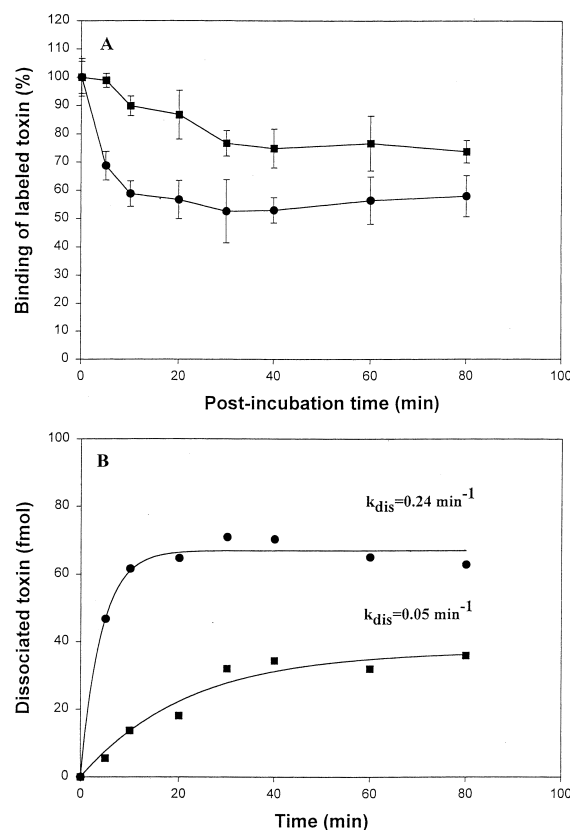 120
A
110
100
90
80
70
60
50
40
30
20
10
0
Binding of labeled toxin (%)
0 20 40 60 80 100
Post-incubation time (min)
100
B
80
60
40
20
0
Dissociated toxin (fmol)
kdis=0.24 min-1
kdis=0.05 min-1
0 20 40 60 80 100
Time (min)